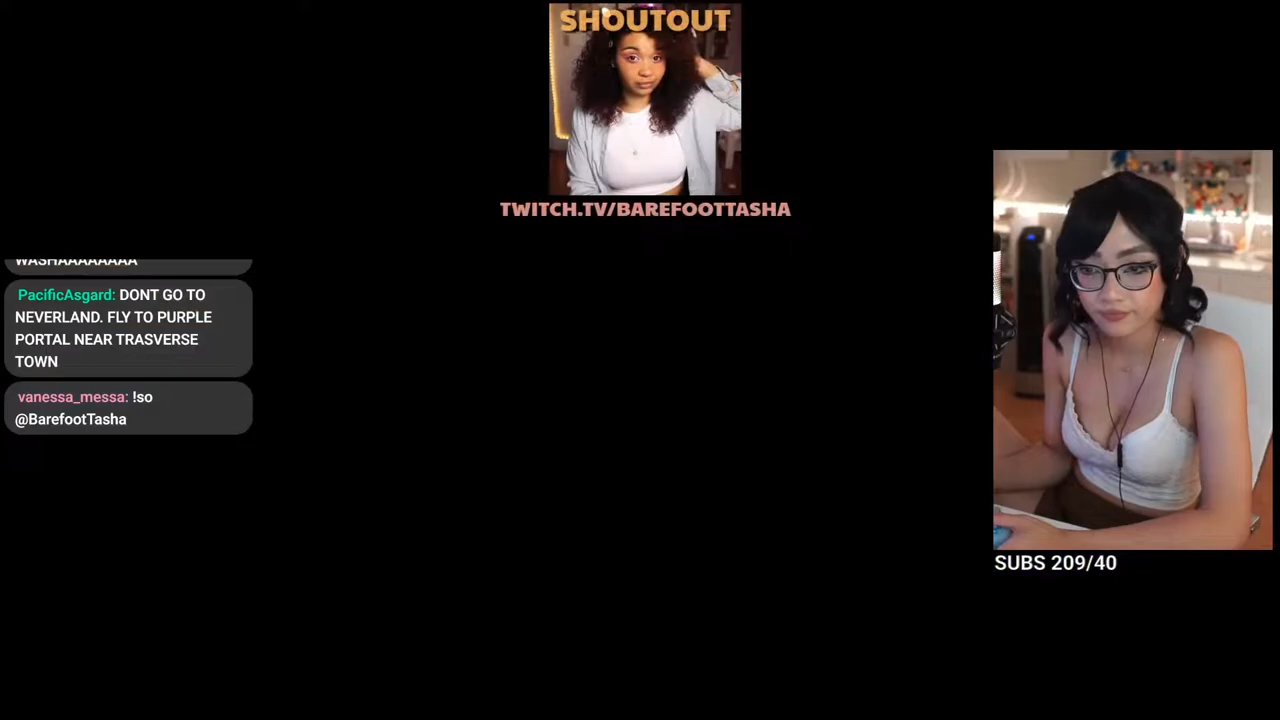 SHOUTOUT
TWITCH.TV/BAREFOOTTASHA
WASHAAAAAAA
PacificAsgard: DONT GO TO
NEVERLAND. FLY TO PURPLE
PORTAL NEAR TRASVERSE
TOWN
vanessa_messa: !so
@BarefootTasha
SUBS 209/40